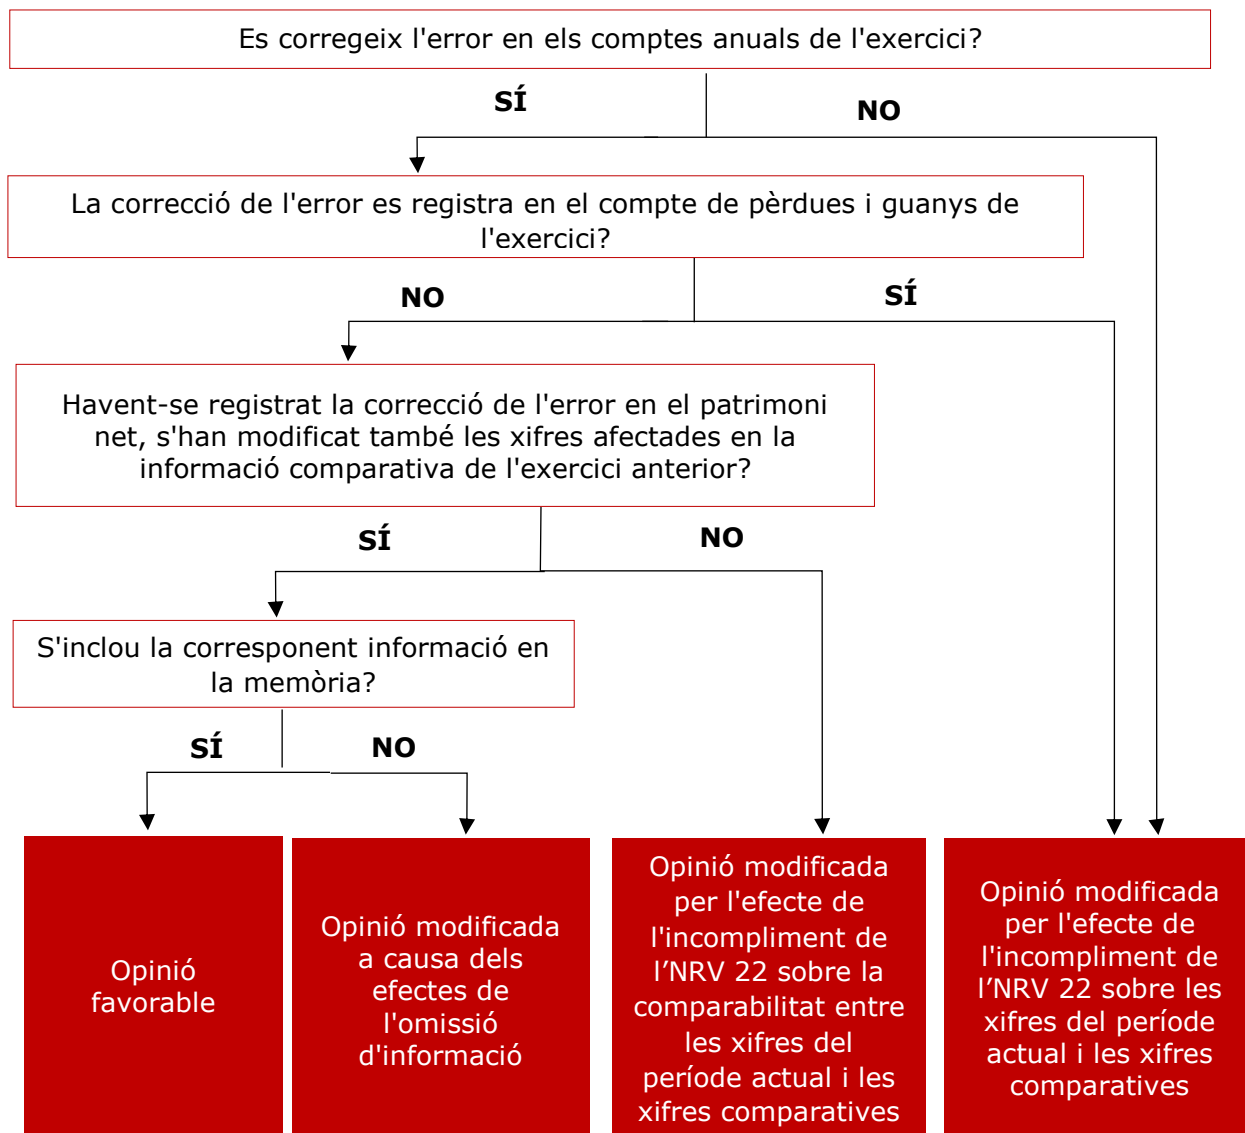 Es corregeix l'error en els comptes anuals de l'exercici?
SÍ
NO
La correcció de l'error es registra en el compte de pèrdues i guanys de
l'exercici?
NO
SÍ
Havent-se registrat la correcció de l'error en el patrimoni
net, s'han modificat també les xifres afectades en la
informació comparativa de l'exercici anterior?
SÍ
NO
S'inclou la corresponent informació en
la memòria?
SÍ
NO
Opinió
favorable
Opinió modificada
a causa dels
efectes de
l'omissió
d'informació
Opinió modificada
per l'efecte de
l'incompliment de
l’NRV 22 sobre la
comparabilitat entre
les xifres del
període actual i les
xifres comparatives
Opinió modificada
per l'efecte de
l'incompliment de
l’NRV 22 sobre les
xifres del període
actual i les xifres
comparatives